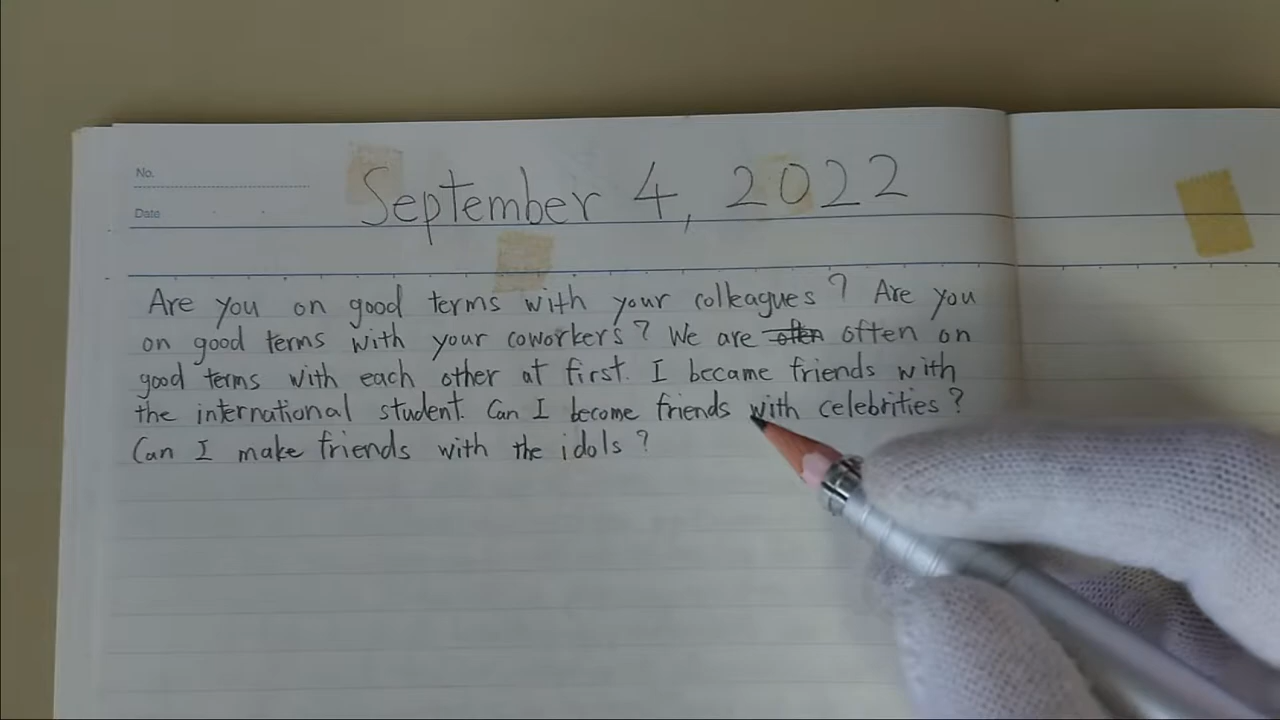 No.
September 4, 2022
Date
Are you on good terms with your colleagues? Are you
on good terms with your coworkers? We are often often on
good terms with each other at first. I became friends with
the international student. Can I become friends with celebrities?
Can I make friends with the idols?